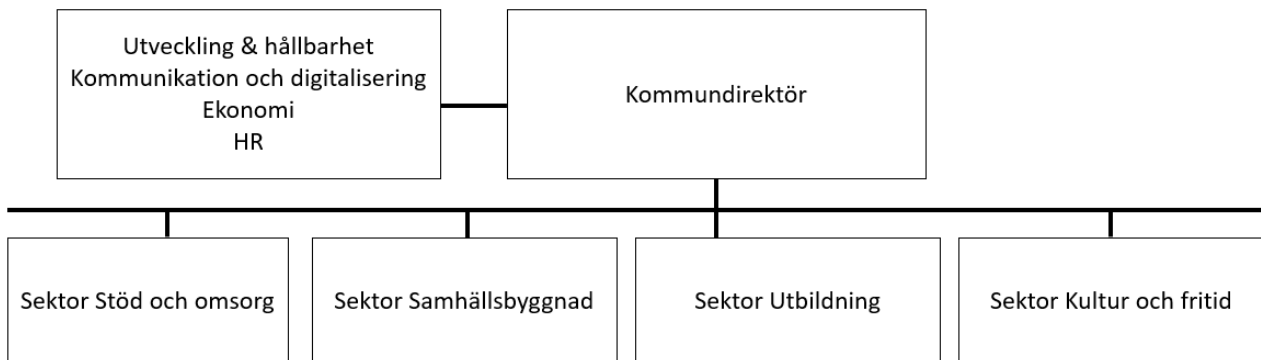 Utveckling & hållbarhet
Kommunikation och digitalisering
Ekonomi
HR
Kommundirektör
Sektor Stöd och omsorg
Sektor Samhällsbyggnad
Sektor Utbildning
Sektor Kultur och fritid